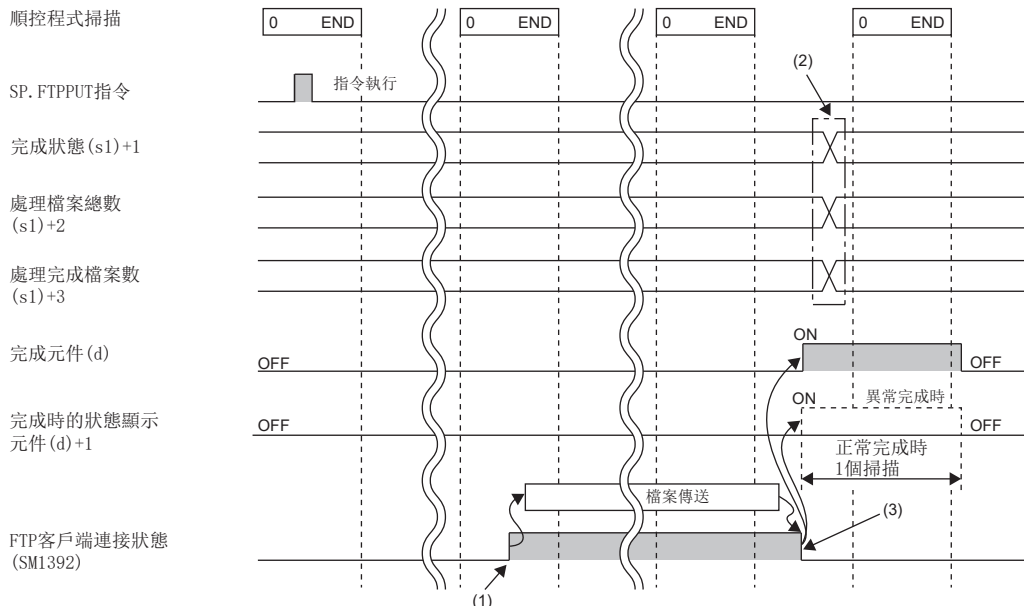 順控程式掃描
0 END
0 END
0 END
0 END
(2)
SP.FTPPUT指令
指令執行
完成狀態(s1)+1
處理檔案總數
(s1)+2
處理完成檔案數
(s1)+3
完成元件(d)
OFF
ON
OFF
完成時的狀態顯示
元件(d)+1
OFF
ON
異常完成時
OFF
正常完成時
1個掃描
檔案傳送
FTP客戶端連接狀態
(SM1392)
(3)
(1)